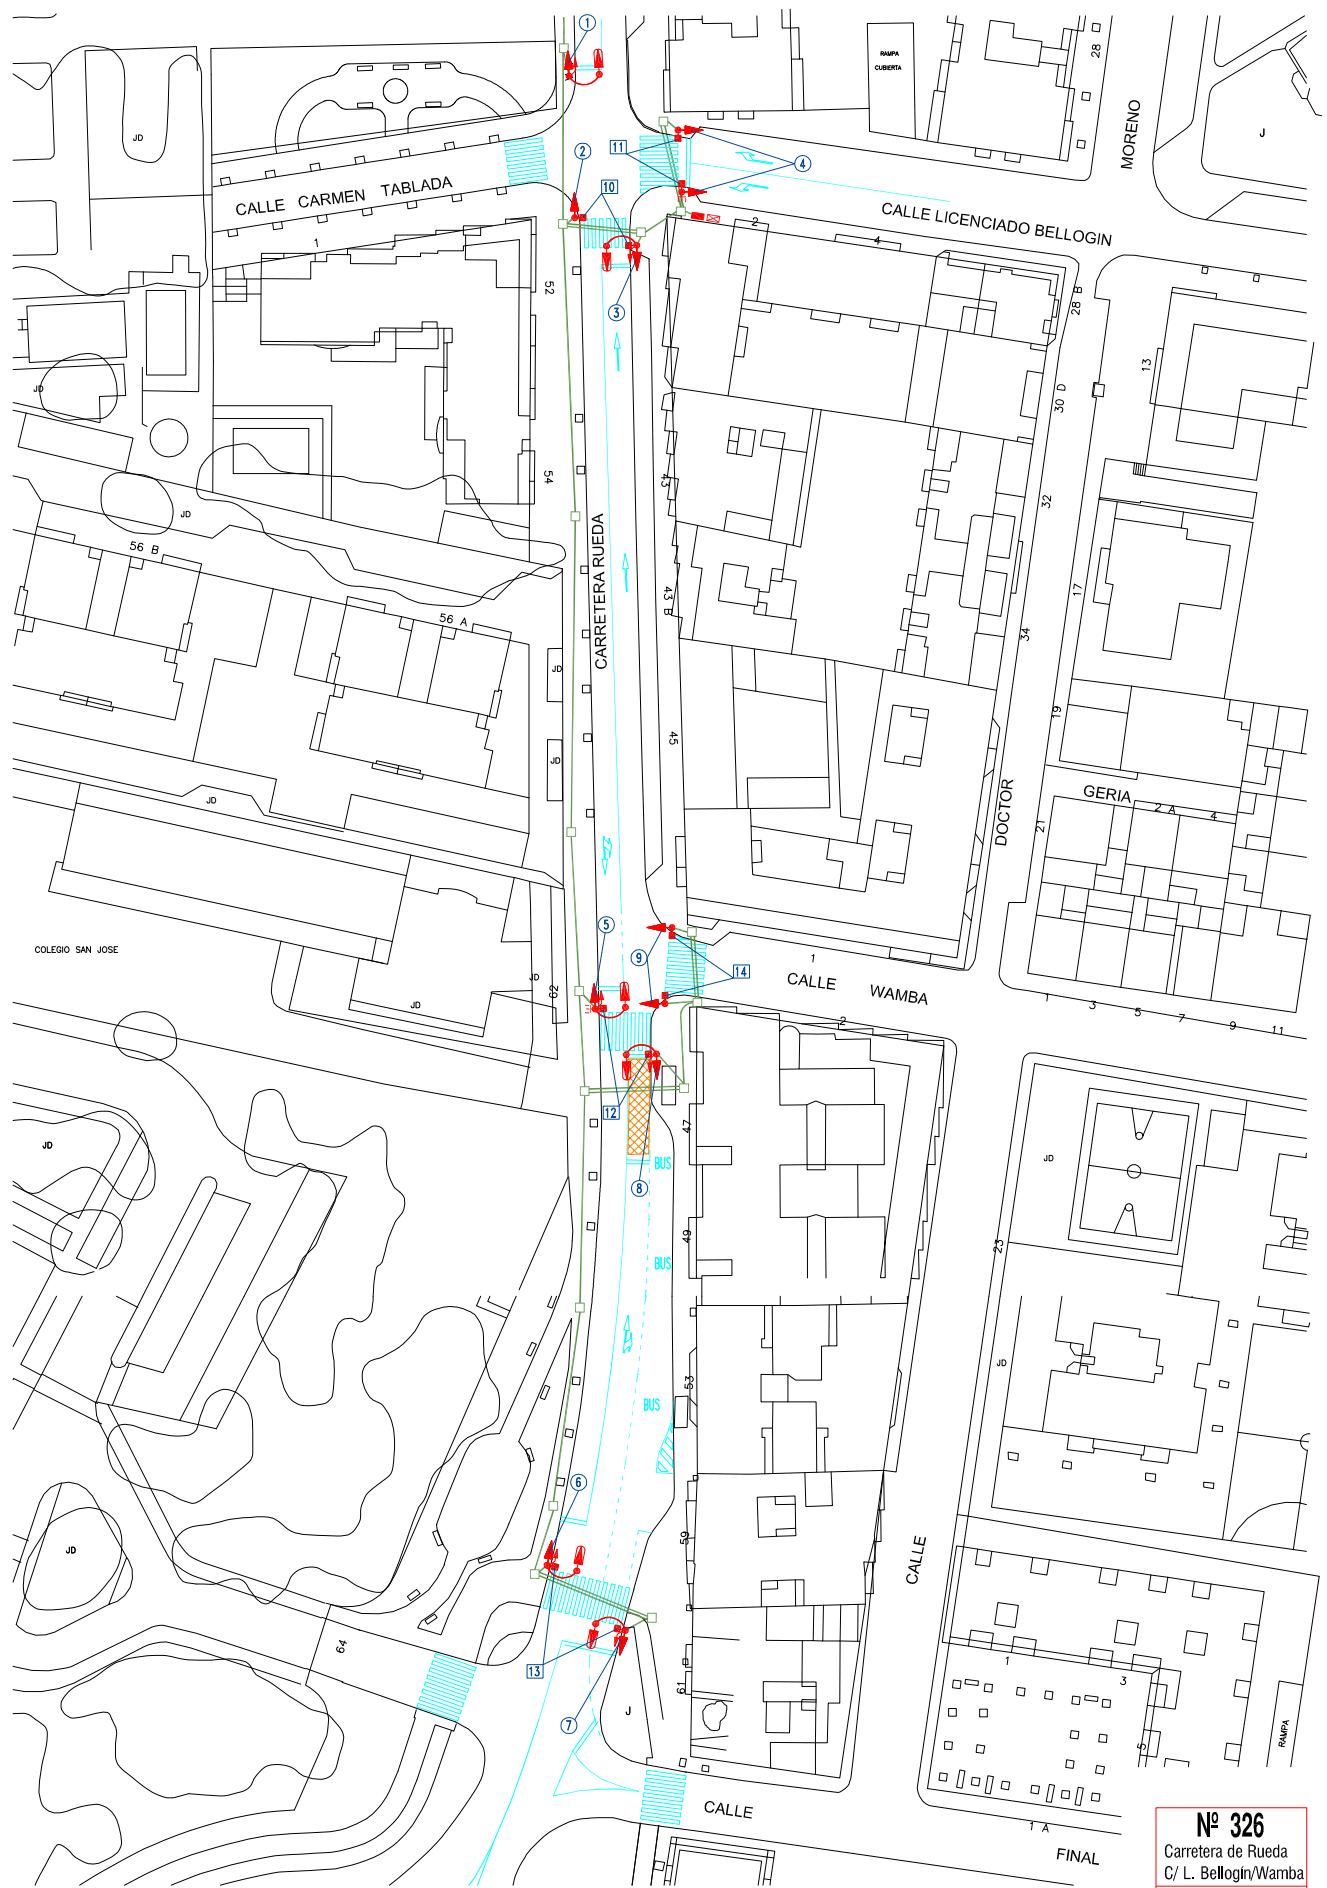 1
28
RAMPA
CUBIERTA
MORENO
JD
J
11
4
2
10
CALLE CARMEN TABLADA
CALLE LICENCIADO BELLOGIN
1
2
4
52
3
28 B
13
JD
30 D
54
43
32
JD
56 B
CARRETERA RUEDA
17
43 B
56 A
34
JD
19
45
JD
JD
GERIA
2 A
4
DOCTOR
21
5
COLEGIO SAN JOSE
9
1
14
CALLE WAMBA
JD
62
JD
1
3
5
7
9
11
2
12
47
JD
BUS
JD
8
49
23
BUS
JD
53
BUS
6
59
JD
CALLE
64
13
1
3
61
J
7
5
RAMPA
CALLE
1 A
FINAL
Nº 326
Carretera de Rueda
C/ L. Bellogín/Wamba